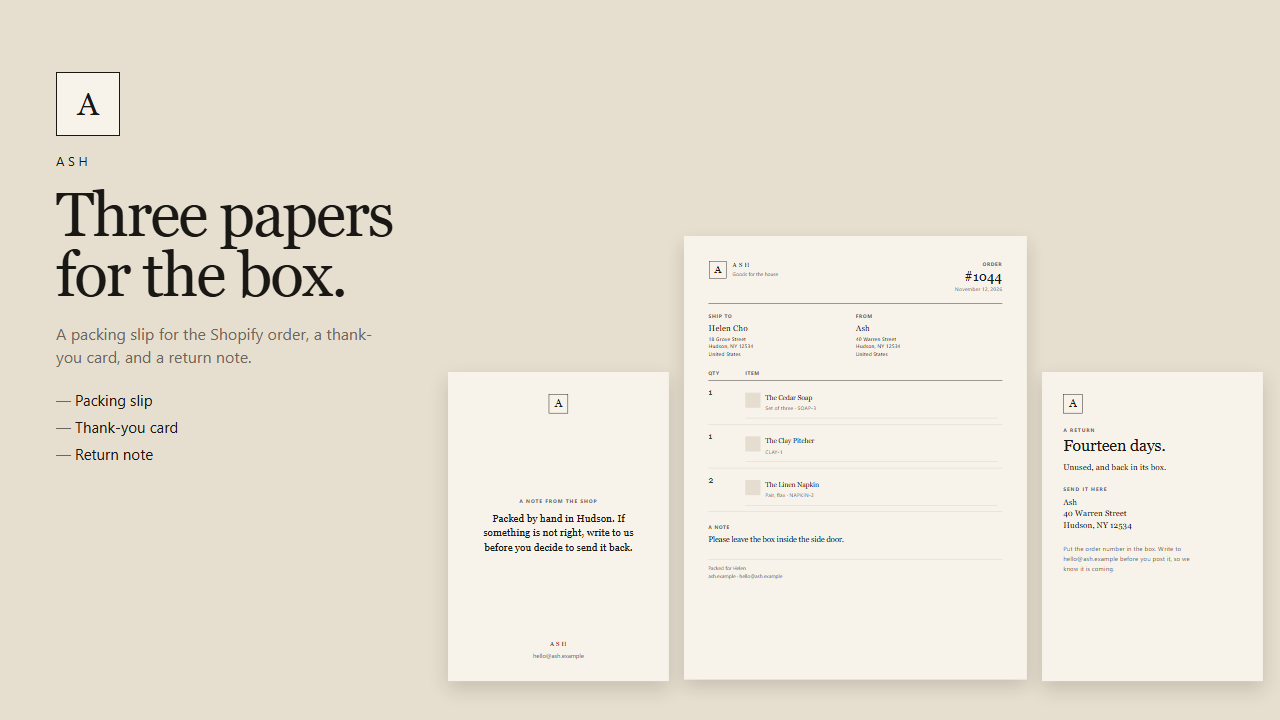 A
ASH
Three papers
for the box.
A packing slip for the Shopify order, a thank-
you card, and a return note.
— Packing slip
— Thank-you card
— Return note
A
A NOTE FROM THE SHOP
Packed by hand in Hudson. If
something is not right, write to us
before you decide to send it back.
ASH
hello@ash.example
A
ASH
Goods for the house
ORDER
#1044
November 12, 2026
SHIP TO
Helen Cho
18 Grove Street
Hudson, NY 12534
United States
FROM
Ash
40 Warren Street
Hudson, NY 12534
United States
QTY ITEM
1 The Cedar Soap
Set of three · SOAP-3
1 The Clay Pitcher
CLAY-1
2 The Linen Napkin
Pair, flax · NAPKIN-2
A NOTE
Please leave the box inside the side door.
Packed for Helen
ash.example · hello@ash.example
A
A RETURN
Fourteen days.
Unused, and back in its box.
SEND IT HERE
Ash
40 Warren Street
Hudson, NY 12534
Put the order number in the box. Write to
hello@ash.example before you post it, so we
know it is coming.